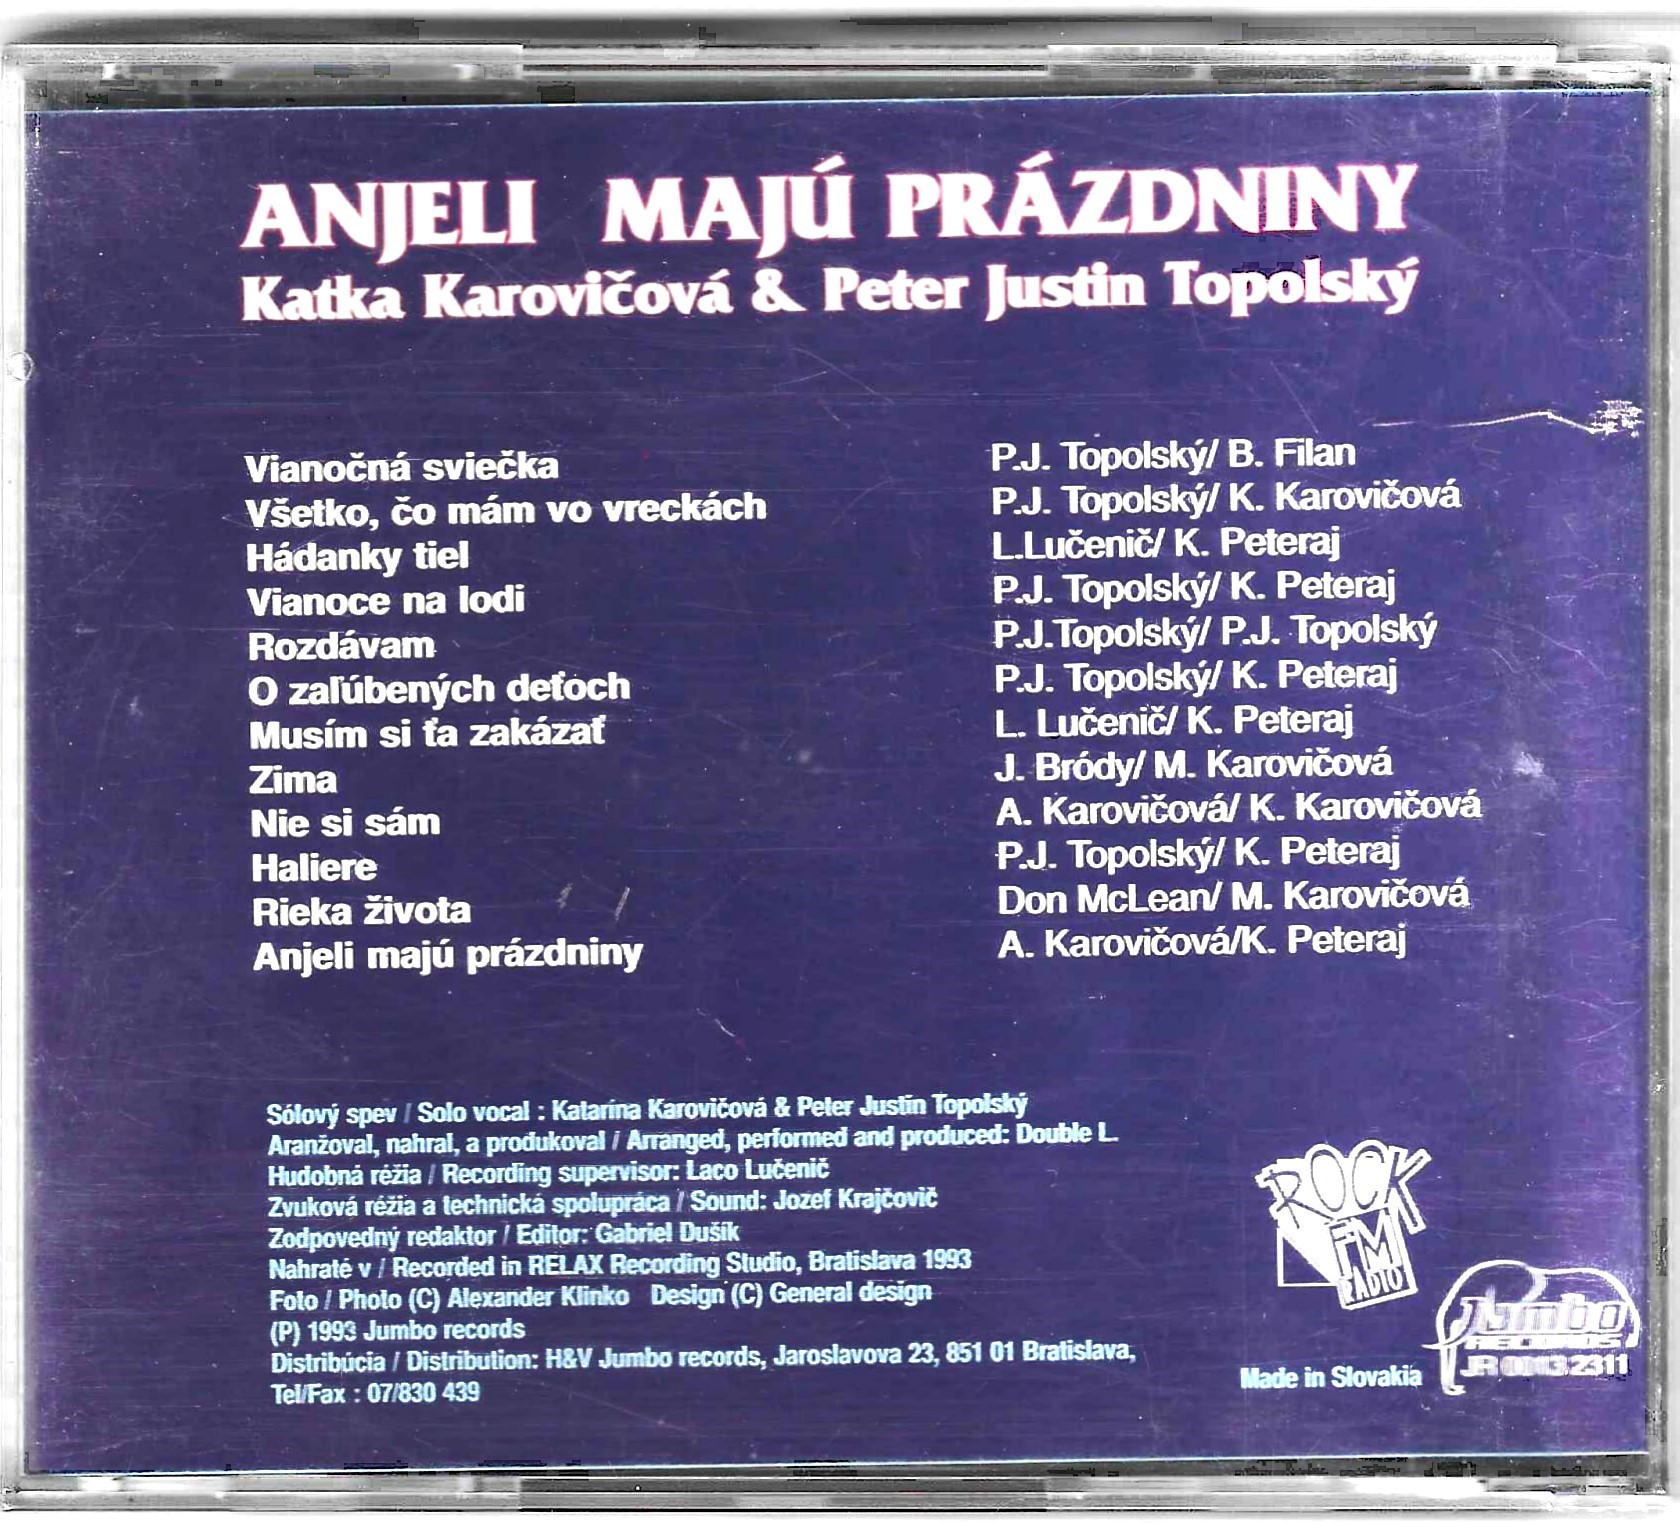 ANJELI MAJÚ PRÁZDNINY
Katka Karovičová & Peter Justin Topolský
Vianočná sviečka P.J. Topolský/ B. Filan
Všetko, čo mám vo vreckách P.J. Topolský/ K. Karovičová
Hádanky tiel L.Lučenič/ K. Peteraj
Vianoce na lodi P.J. Topolský/ K. Peteraj
Rozdávam P.J.Topolský/ P.J. Topolský
O zaľúbených deťoch P.J. Topolský/ K. Peteraj
Musím si ťa zakázať L. Lučenič/ K. Peteraj
Zima J. Bródy/ M. Karovičová
Nie si sám A. Karovičová/ K. Karovičová
Haliere P.J. Topolský/ K. Peteraj
Rieka života Don McLean/ M. Karovičová
Anjeli majú prázdniny A. Karovičová/K. Peteraj
Sólový spev / Solo vocal : Katarína Karovičová & Peter Justin Topolský
Aranžoval, nahral, a produkoval / Arranged, performed and produced: Double L.
Hudobná réžia / Recording supervisor: Laco Lučenič
Zvuková réžia a technická spolupráca / Sound: Jozef Krajčovič
Zodpovedný redaktor / Editor: Gabriel Dušík
Nahraté v / Recorded in RELAX Recording Studio, Bratislava 1993
Foto / Photo (C) Alexander Klinko Design (C) General design
(P) 1993 Jumbo records
Distribúcia / Distribution: H&V Jumbo records, Jaroslavova 23, 851 01 Bratislava,
Tel/Fax : 07/830 439
ROCK
FM
RADIO
Jumbo
RECORDS
Made in Slovakia